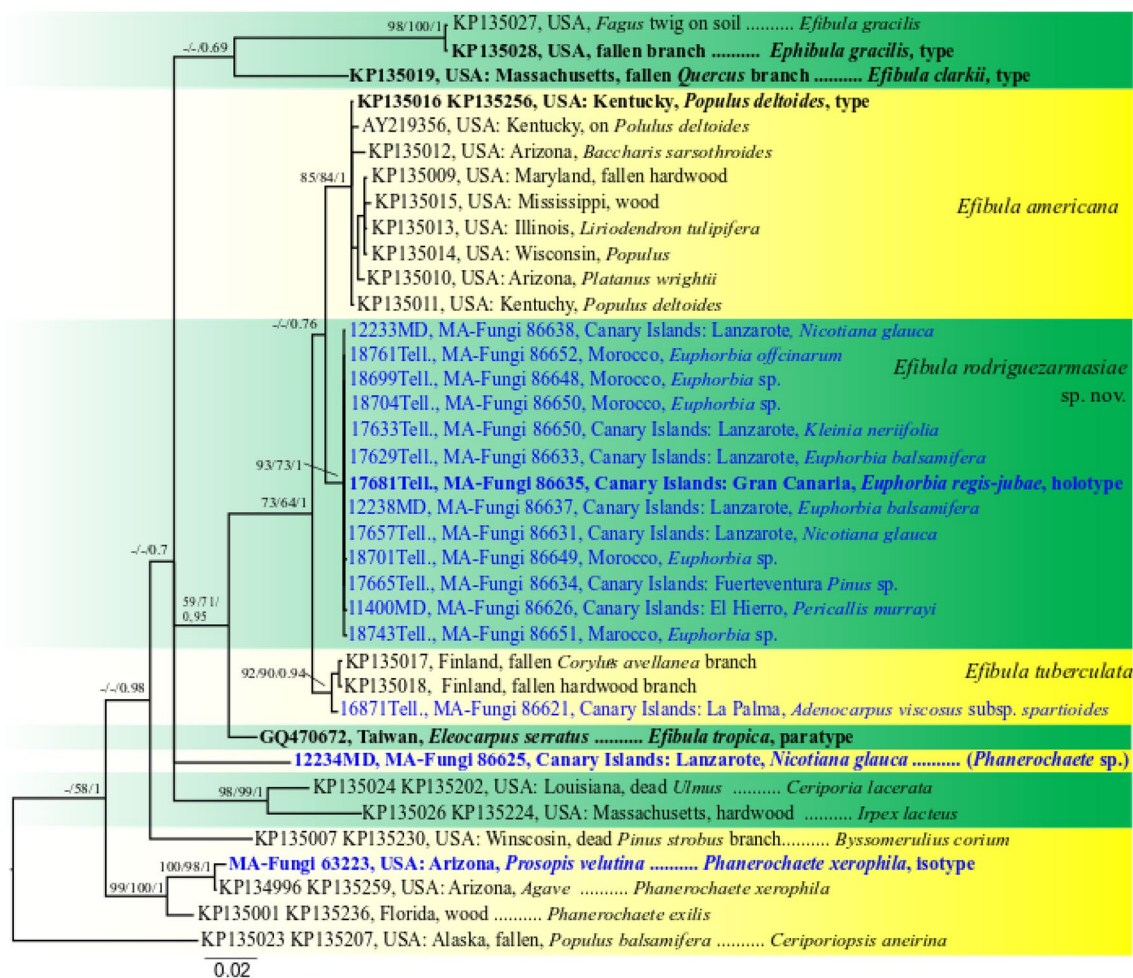 98/100/1
KP135027, USA, Fagus twig on soil .......... Efibula gracilis
-/-/0.69
KP135028, USA, fallen branch .......... Ephibula gracilis, type
KP135019, USA: Massachusetts, fallen Quercus branch .......... Efibula clarkii, type
KP135016 KP135256, USA: Kentucky, Populus deltoides, type
AY219356, USA: Kentucky, on Polulus deltoides
KP135012, USA: Arizona, Baccharis sarsothroides
85/84/1
KP135009, USA: Maryland, fallen hardwood
KP135015, USA: Mississippi, wood
Efibula americana
KP135013, USA: Illinois, Liriodendron tulipifera
KP135014, USA: Wisconsin, Populus
KP135010, USA: Arizona, Platanus wrightii
KP135011, USA: Kentuchy, Populus deltoides
-/-/0.76
12233MD, MA-Fungi 86638, Canary Islands: Lanzarote, Nicotiana glauca
18761Tell., MA-Fungi 86652, Morocco, Euphorbia offcinarum
Efibula rodriguezarmasiae
sp. nov.
18699Tell., MA-Fungi 86648, Morocco, Euphorbia sp.
18704Tell., MA-Fungi 86650, Morocco, Euphorbia sp.
17633Tell., MA-Fungi 86650, Canary Islands: Lanzarote, Kleinia neriifolia
17629Tell., MA-Fungi 86633, Canary Islands: Lanzarote, Euphorbia balsamifera
93/73/1
17681Tell., MA-Fungi 86635, Canary Islands: Gran Canaria, Euphorbia regis-jubae, holotype
73/64/1
12238MD, MA-Fungi 86637, Canary Islands: Lanzarote, Euphorbia balsamifera
17657Tell., MA-Fungi 86631, Canary Islands: Lanzarote, Nicotiana glauca
-/-/0.7
18701Tell., MA-Fungi 86649, Morocco, Euphorbia sp.
17665Tell., MA-Fungi 86634, Canary Islands: Fuerteventura Pinus sp.
59/71/
0,95
11400MD, MA-Fungi 86626, Canary Islands: El Hierro, Pericallis murrayi
18743Tell., MA-Fungi 86651, Marocco, Euphorbia sp.
KP135017, Finland, fallen Corylus avellanea branch
92/90/0.94
Efibula tuberculata
KP135018, Finland, fallen hardwood branch
-/-/0.98
16871Tell., MA-Fungi 86621, Canary Islands: La Palma, Adenocarpus viscosus subsp. spartioides
GQ470672, Taiwan, Eleocarpus serratus .......... Efibula tropica, paratype
12234MD, MA-Fungi 86625, Canary Islands: Lanzarote, Nicotiana glauca .......... (Phanerochaete sp.)
-/58/1
98/99/1
KP135024 KP135202, USA: Louisiana, dead Ulmus .......... Ceriporia lacerata
KP135026 KP135224, USA: Massachusetts, hardwood .......... Irpex lacteus
KP135007 KP135230, USA: Winscosin, dead Pinus strobus branch.......... Byssomerulius corium
100/98/1
MA-Fungi 63223, USA: Arizona, Prosopis velutina .......... Phanerochaete xerophila, isotype
99/100/1
KP134996 KP135259, USA: Arizona, Agave .......... Phanerochaete xerophila
KP135001 KP135236, Florida, wood .......... Phanerochaete exilis
KP135023 KP135207, USA: Alaska, fallen, Populus balsamifera .......... Ceriporiopsis aneirina
0.02